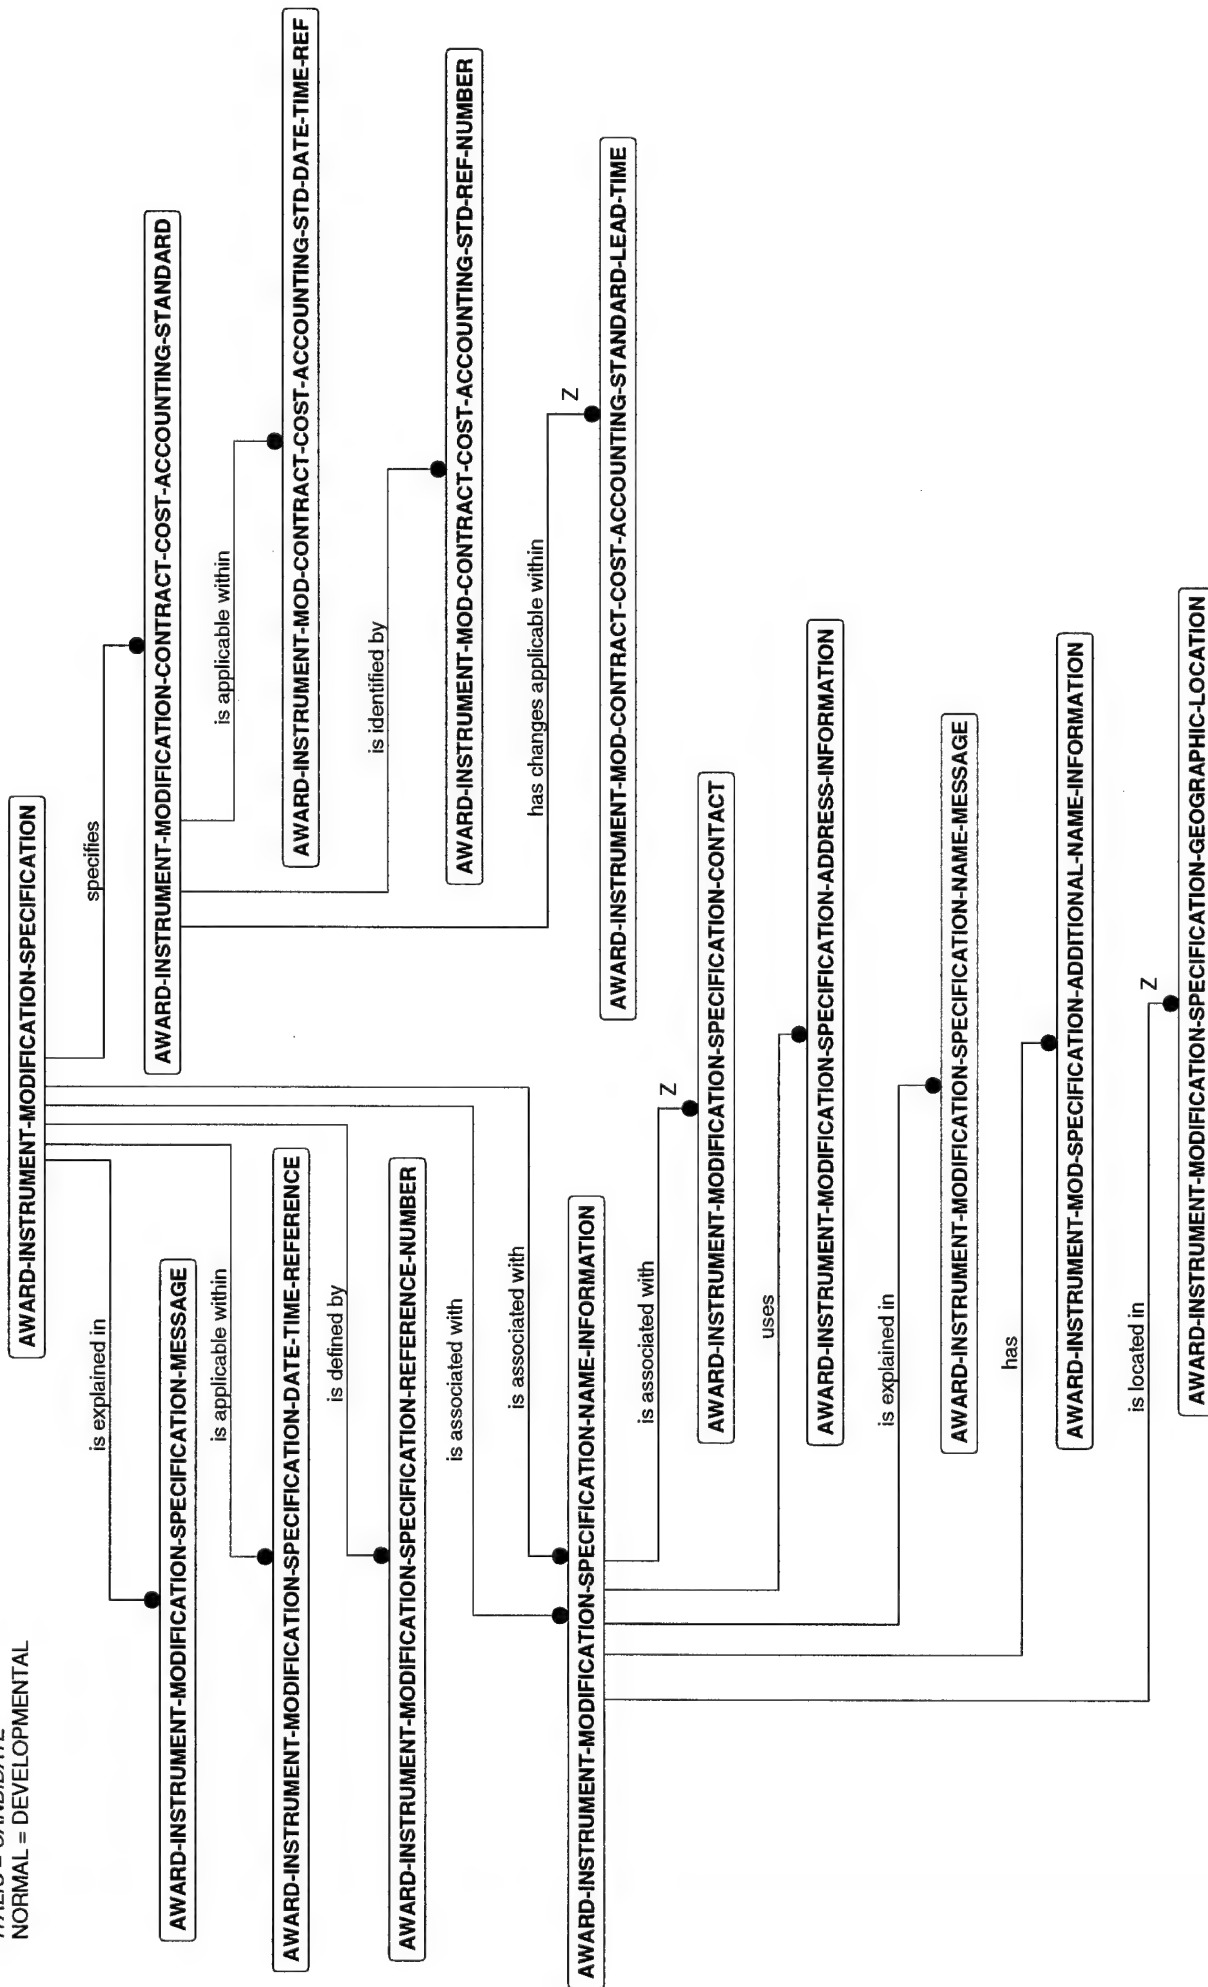 ITALIC = CANDIDATE
NORMAL = DEVELOPMENTAL
AWARD-INSTRUMENT-MODIFICATION-SPECIFICATION
is explained in
specifies
AWARD-INSTRUMENT-MODIFICATION-SPECIFICATION-MESSAGE
AWARD-INSTRUMENT-MODIFICATION-CONTRACT-COST-ACCOUNTING-STANDARD
is applicable within
is applicable within
AWARD-INSTRUMENT-MODIFICATION-SPECIFICATION-DATE-TIME-REFERENCE
AWARD-INSTRUMENT-MOD-CONTRACT-COST-ACCOUNTING-STD-DATE-TIME-REF
is defined by
is identified by
AWARD-INSTRUMENT-MODIFICATION-SPECIFICATION-REFERENCE-NUMBER
AWARD-INSTRUMENT-MOD-CONTRACT-COST-ACCOUNTING-STD-REF-NUMBER
is associated with
is associated with
has changes applicable within
Z
AWARD-INSTRUMENT-MODIFICATION-SPECIFICATION-NAME-INFORMATION
AWARD-INSTRUMENT-MOD-CONTRACT-COST-ACCOUNTING-STANDARD-LEAD-TIME
is associated with
Z
AWARD-INSTRUMENT-MODIFICATION-SPECIFICATION-CONTACT
uses
AWARD-INSTRUMENT-MODIFICATION-SPECIFICATION-ADDRESS-INFORMATION
is explained in
AWARD-INSTRUMENT-MODIFICATION-SPECIFICATION-NAME-MESSAGE
has
AWARD-INSTRUMENT-MOD-SPECIFICATION-ADDITIONAL-NAME-INFORMATION
is located in
Z
AWARD-INSTRUMENT-MODIFICATION-SPECIFICATION-GEOGRAPHIC-LOCATION